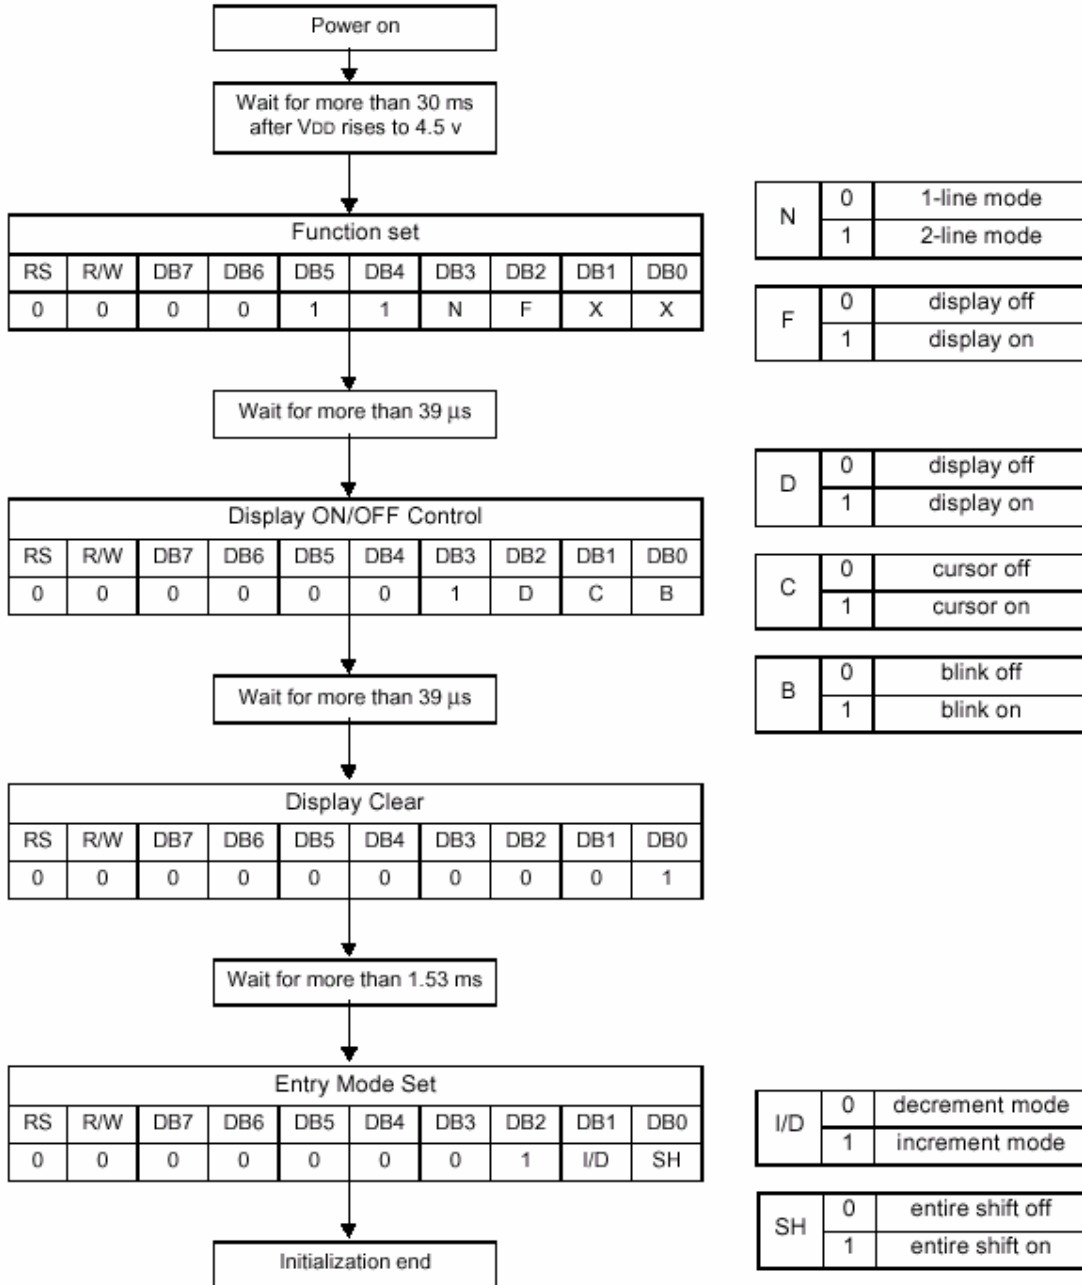 Power on
Wait for more than 30 ms
after VDD rises to 4.5 v
Function set
RS R/W DB7 DB6 DB5 DB4 DB3 DB2 DB1 DB0
0 0 0 0 1 1 N F X X
N 0 1-line mode
1 2-line mode
F 0 display off
1 display on
Wait for more than 39 μs
Display ON/OFF Control
RS R/W DB7 DB6 DB5 DB4 DB3 DB2 DB1 DB0
0 0 0 0 0 0 1 D C B
D 0 display off
1 display on
C 0 cursor off
1 cursor on
B 0 blink off
1 blink on
Wait for more than 39 μs
Display Clear
RS R/W DB7 DB6 DB5 DB4 DB3 DB2 DB1 DB0
0 0 0 0 0 0 0 0 0 1
Wait for more than 1.53 ms
Entry Mode Set
RS R/W DB7 DB6 DB5 DB4 DB3 DB2 DB1 DB0
0 0 0 0 0 0 0 1 I/D SH
I/D 0 decrement mode
1 increment mode
SH 0 entire shift off
1 entire shift on
Initialization end